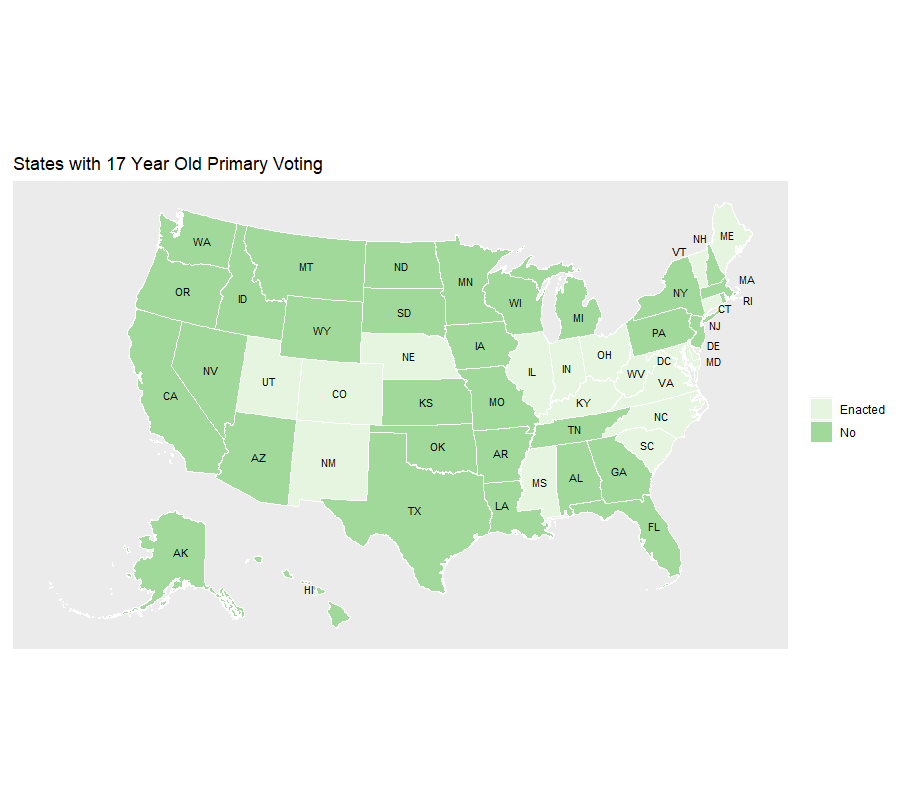 States with 17 Year Old Primary Voting
ME
NH
WA
VT
MT
ND
MN
MA
OR
NY
ID
WI
RI
CT
SD
MI
NJ
WY
PA
IA
DE
OH
NE
DC
MD
NV
IN
IL
WV
UT
VA
CO
CA
MO
KY
KS
Enacted
NC
TN
No
OK
SC
AR
AZ
NM
GA
AL
MS
LA
TX
FL
AK
HI